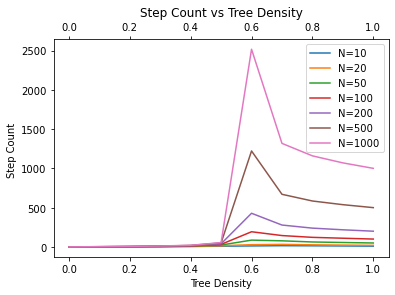 Step Count vs Tree Density
0.0 0.2 0.4 0.6 0.8 1.0
N=10
N=20
N=50
N=100
N=200
N=500
N=1000
2500
2000
1500
1000
500
0
Step Count
0.0 0.2 0.4 0.6 0.8 1.0
Tree Density